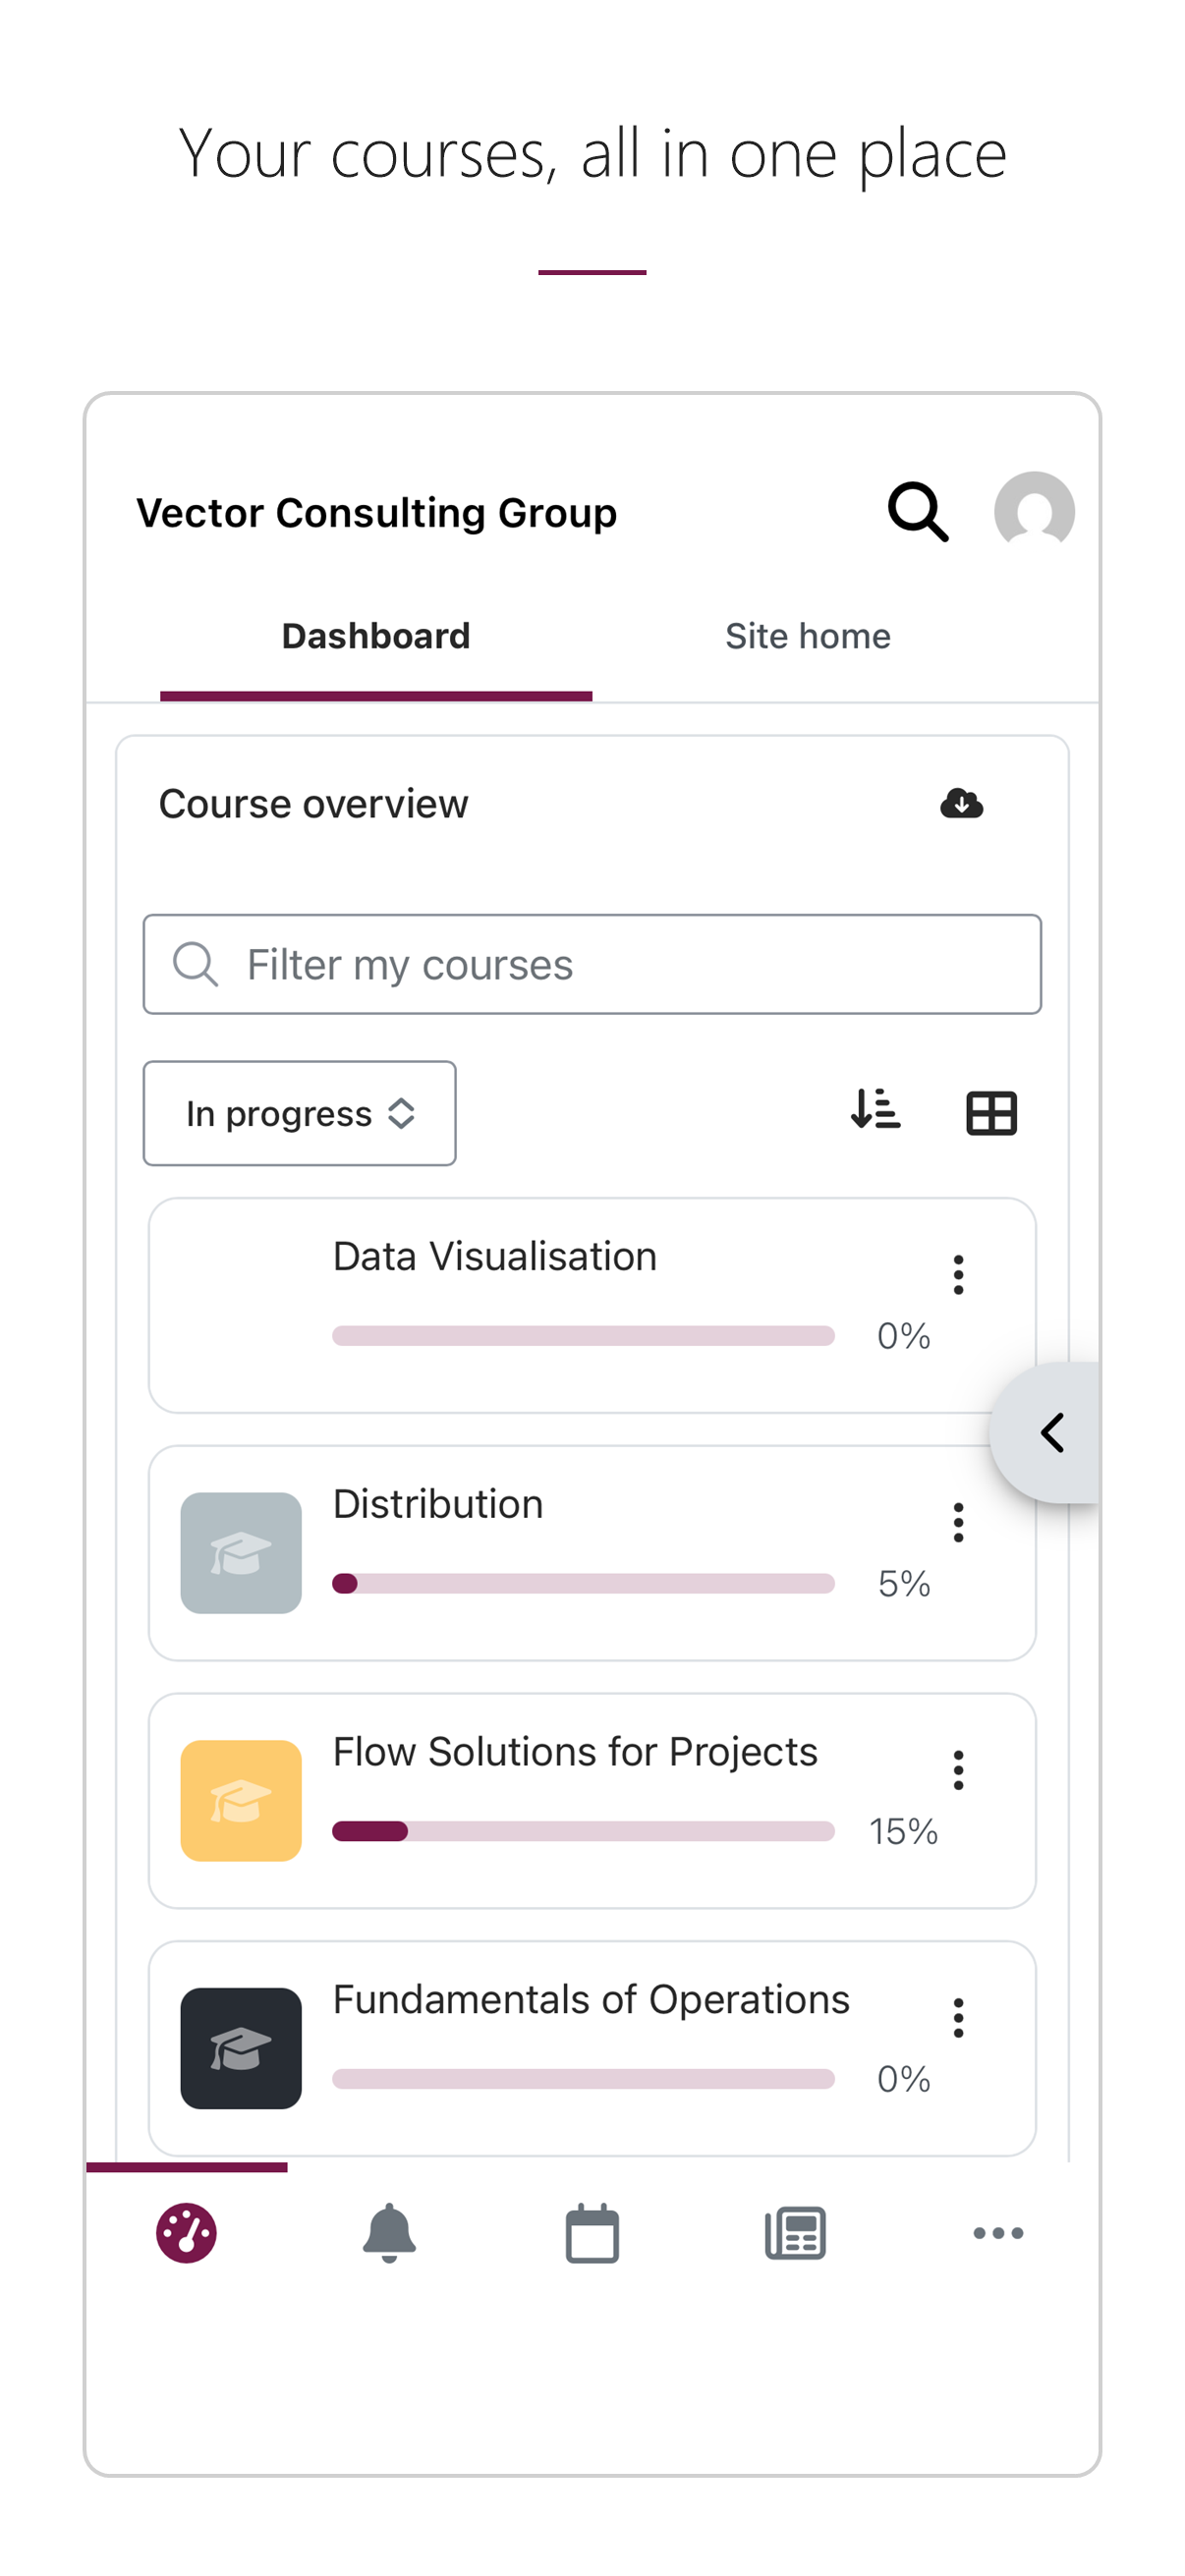 Your courses, all in one place
Vector Consulting Group
Dashboard
Site home
Course overview
Filter my courses
In progress
Data Visualisation
0%
Distribution
5%
Flow Solutions for Projects
15%
Fundamentals of Operations
0%